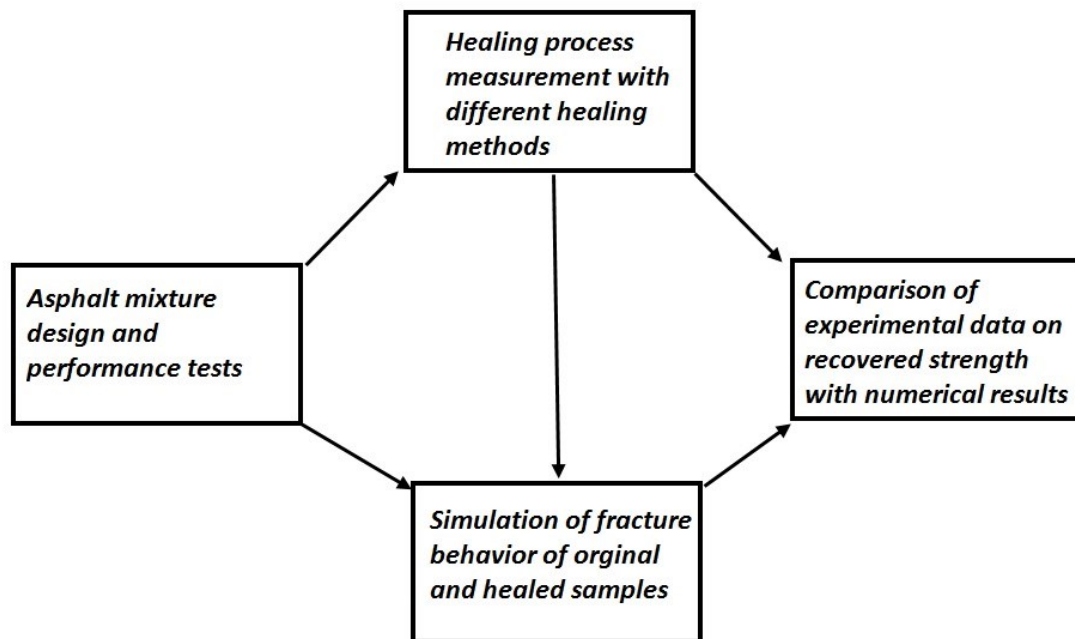 Healing process
measurement with
different healing
methods
Asphalt mixture
design and
performance tests
Comparison of
experimental data on
recovered strength
with numerical results
Simulation of fracture
behavior of orginal
and healed samples